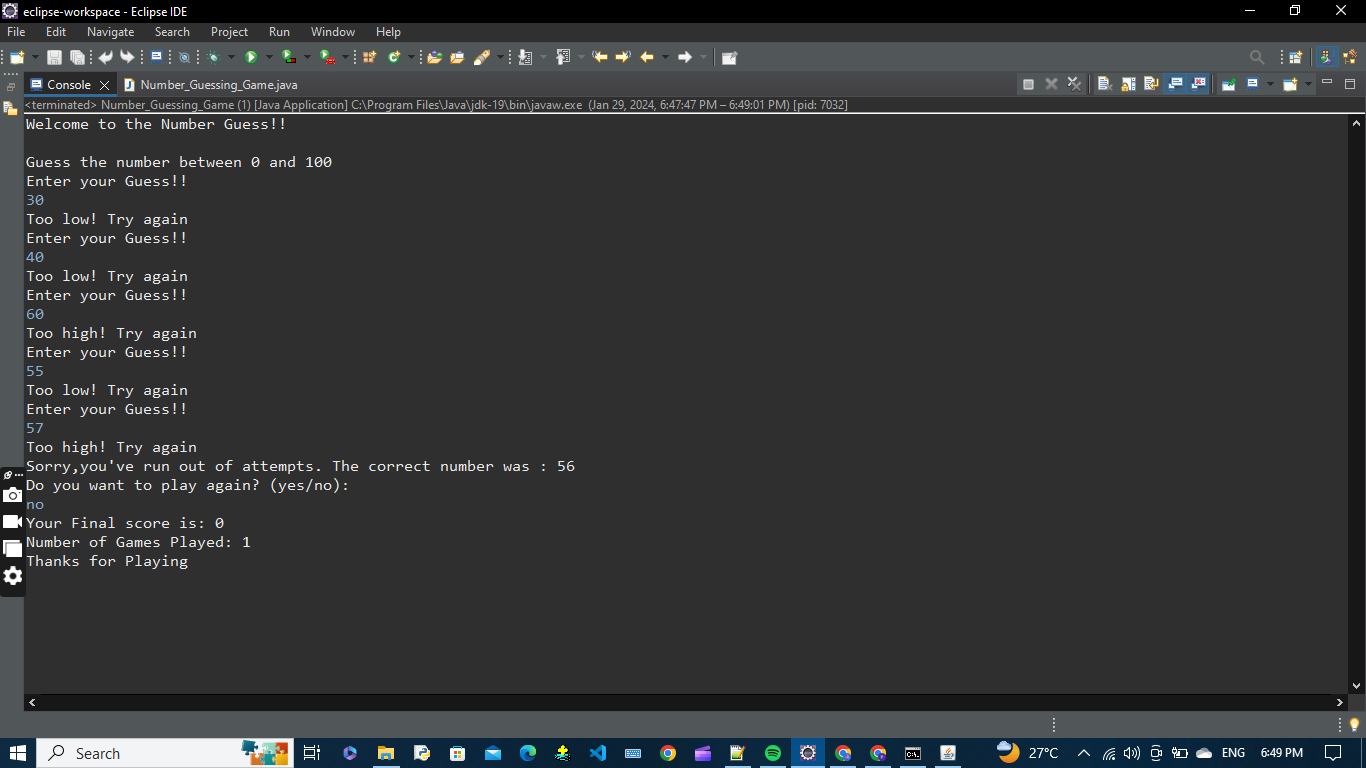 eclipse-workspace - Eclipse IDE
File Edit Navigate Search Project Run Window Help
Console Number_Guessing_Game.java
<terminated> Number_Guessing_Game (1) [Java Application] C:\Program Files\Java\jdk-19\bin\javaw.exe (Jan 29, 2024, 6:47:47 PM – 6:49:01 PM) [pid: 7032]
Welcome to the Number Guess!!
Guess the number between 0 and 100
Enter your Guess!!
30
Too low! Try again
Enter your Guess!!
40
Too low! Try again
Enter your Guess!!
60
Too high! Try again
Enter your Guess!!
55
Too low! Try again
Enter your Guess!!
57
Too high! Try again
Sorry,you've run out of attempts. The correct number was : 56
Do you want to play again? (yes/no):
no
Your Final score is: 0
Number of Games Played: 1
Thanks for Playing
Search 27°C ENG 6:49 PM